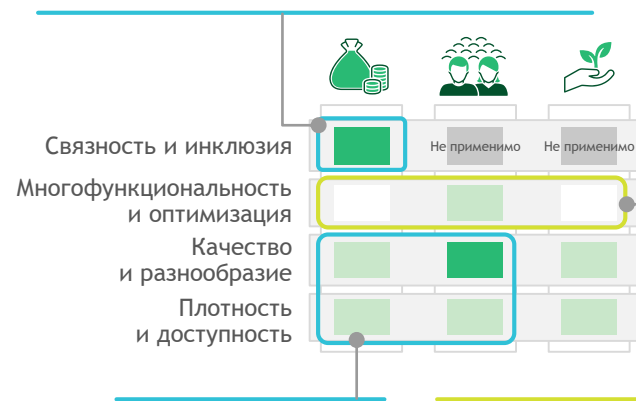 Связность и инклюзия
Не применимо
Не применимо
Многофункциональность
и оптимизация
Качество
и разнообразие
Плотность
и доступность